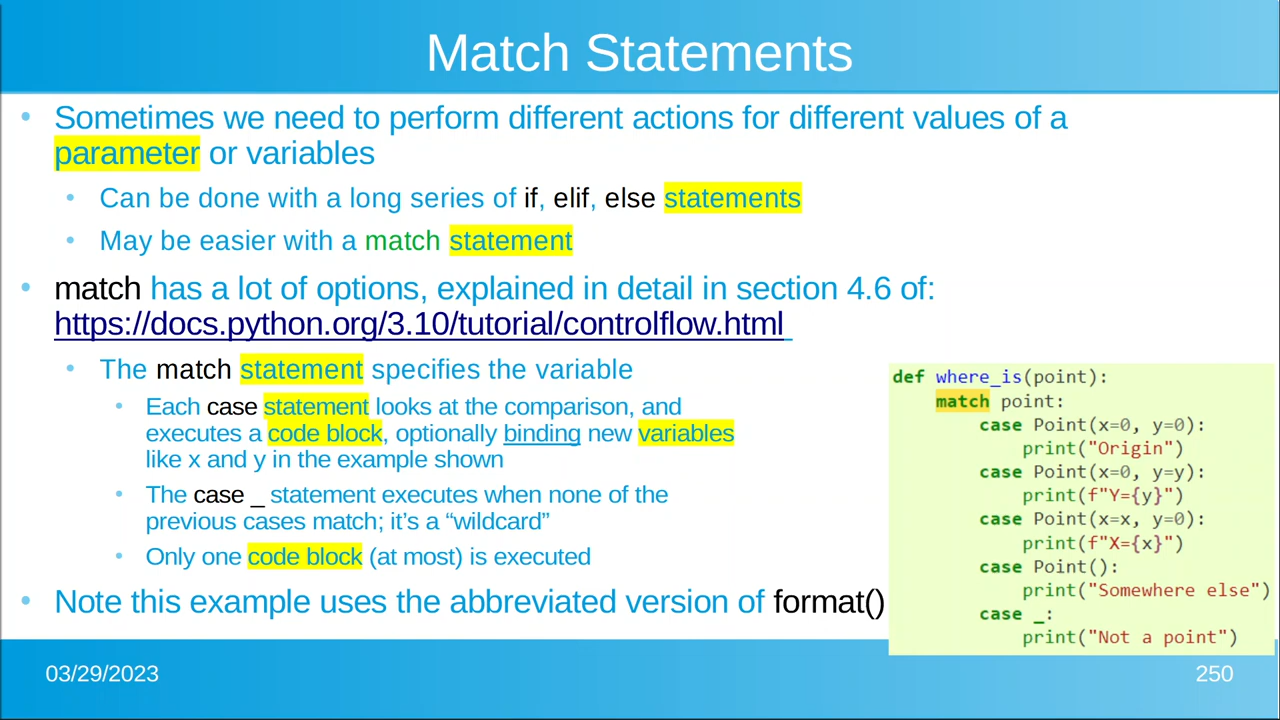 Match Statements
• Sometimes we need to perform different actions for different values of a
parameter or variables
• Can be done with a long series of if, elif, else statements
• May be easier with a match statement
• match has a lot of options, explained in detail in section 4.6 of:
https://docs.python.org/3.10/tutorial/controlflow.html
• The match statement specifies the variable
• Each case statement looks at the comparison, and
executes a code block, optionally binding new variables
like x and y in the example shown
• The case _ statement executes when none of the
previous cases match; it’s a “wildcard”
• Only one code block (at most) is executed
• Note this example uses the abbreviated version of format()
def where_is(point):
    match point:
        case Point(x=0, y=0):
            print("Origin")
        case Point(x=0, y=y):
            print(f"Y={y}")
        case Point(x=x, y=0):
            print(f"X={x}")
        case Point():
            print("Somewhere else")
        case _:
            print("Not a point")
03/29/2023
250